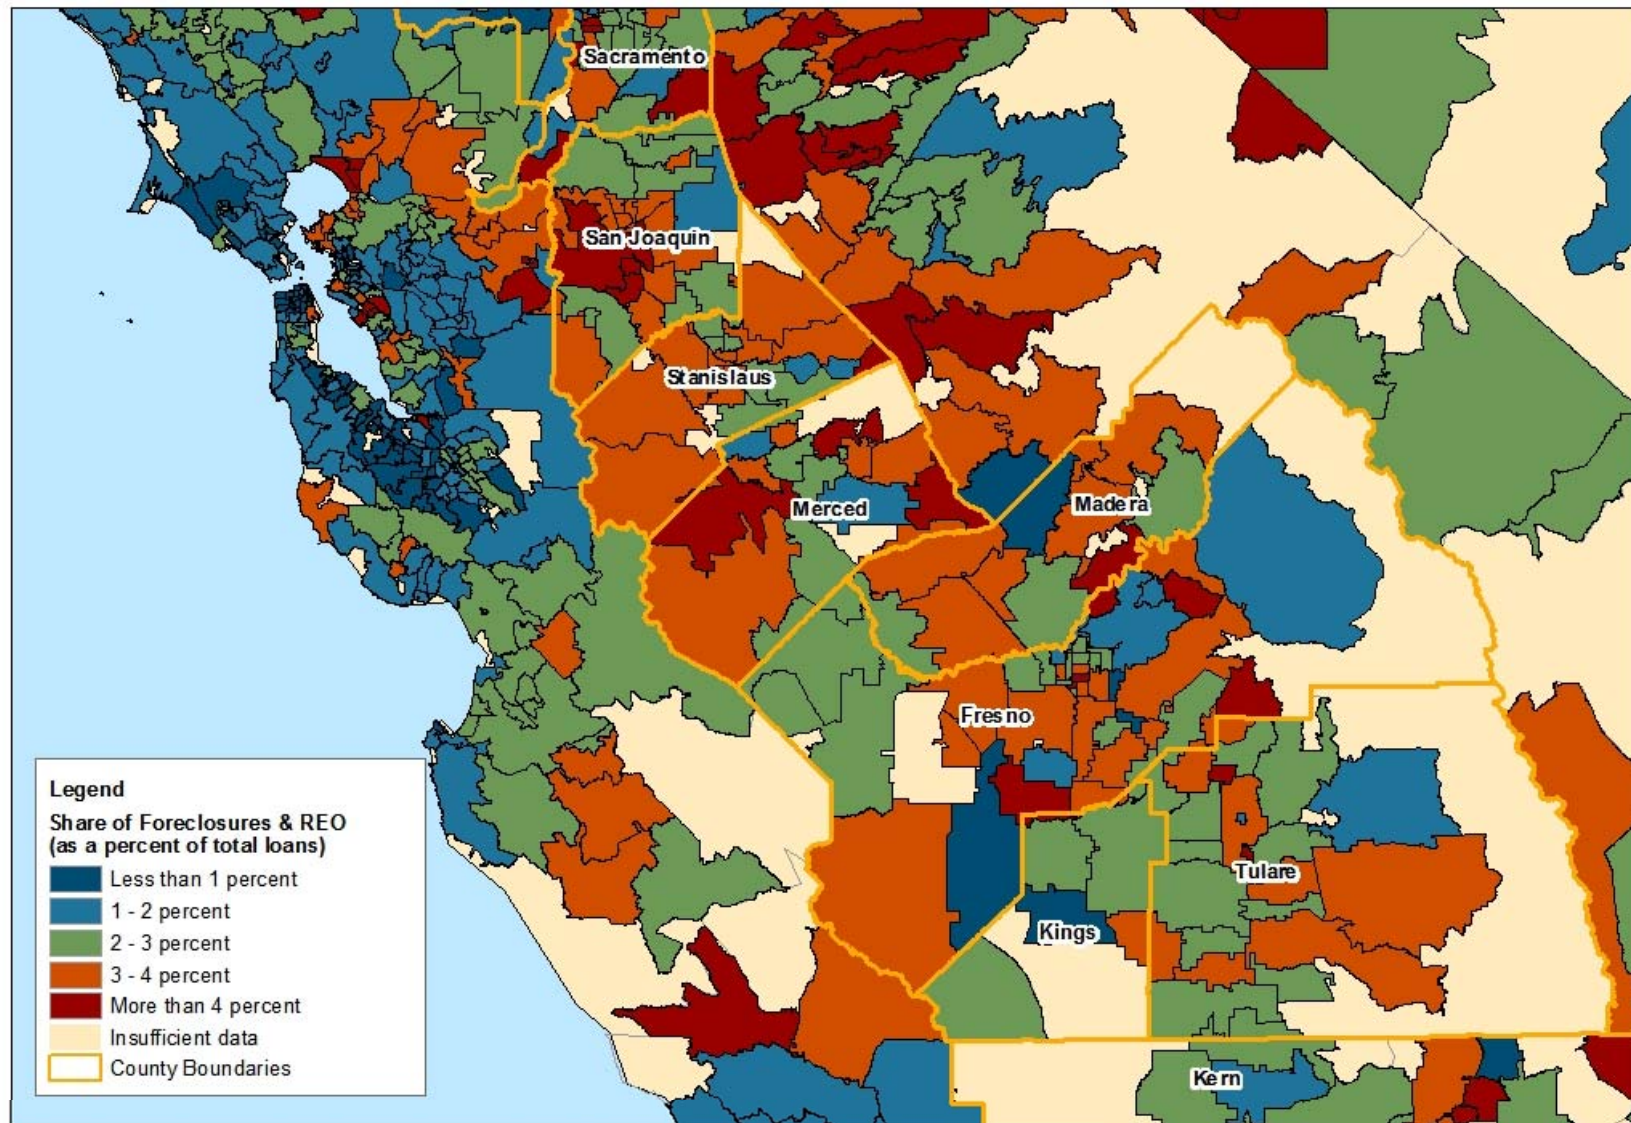 Sacramento
San Joaquin
Stanislaus
Merced
Madera
Fresno
Tulare
Kings
Kern
Legend
Share of Foreclosures & REO
(as a percent of total loans)
Less than 1 percent
1 - 2 percent
2 - 3 percent
3 - 4 percent
More than 4 percent
Insufficient data
County Boundaries